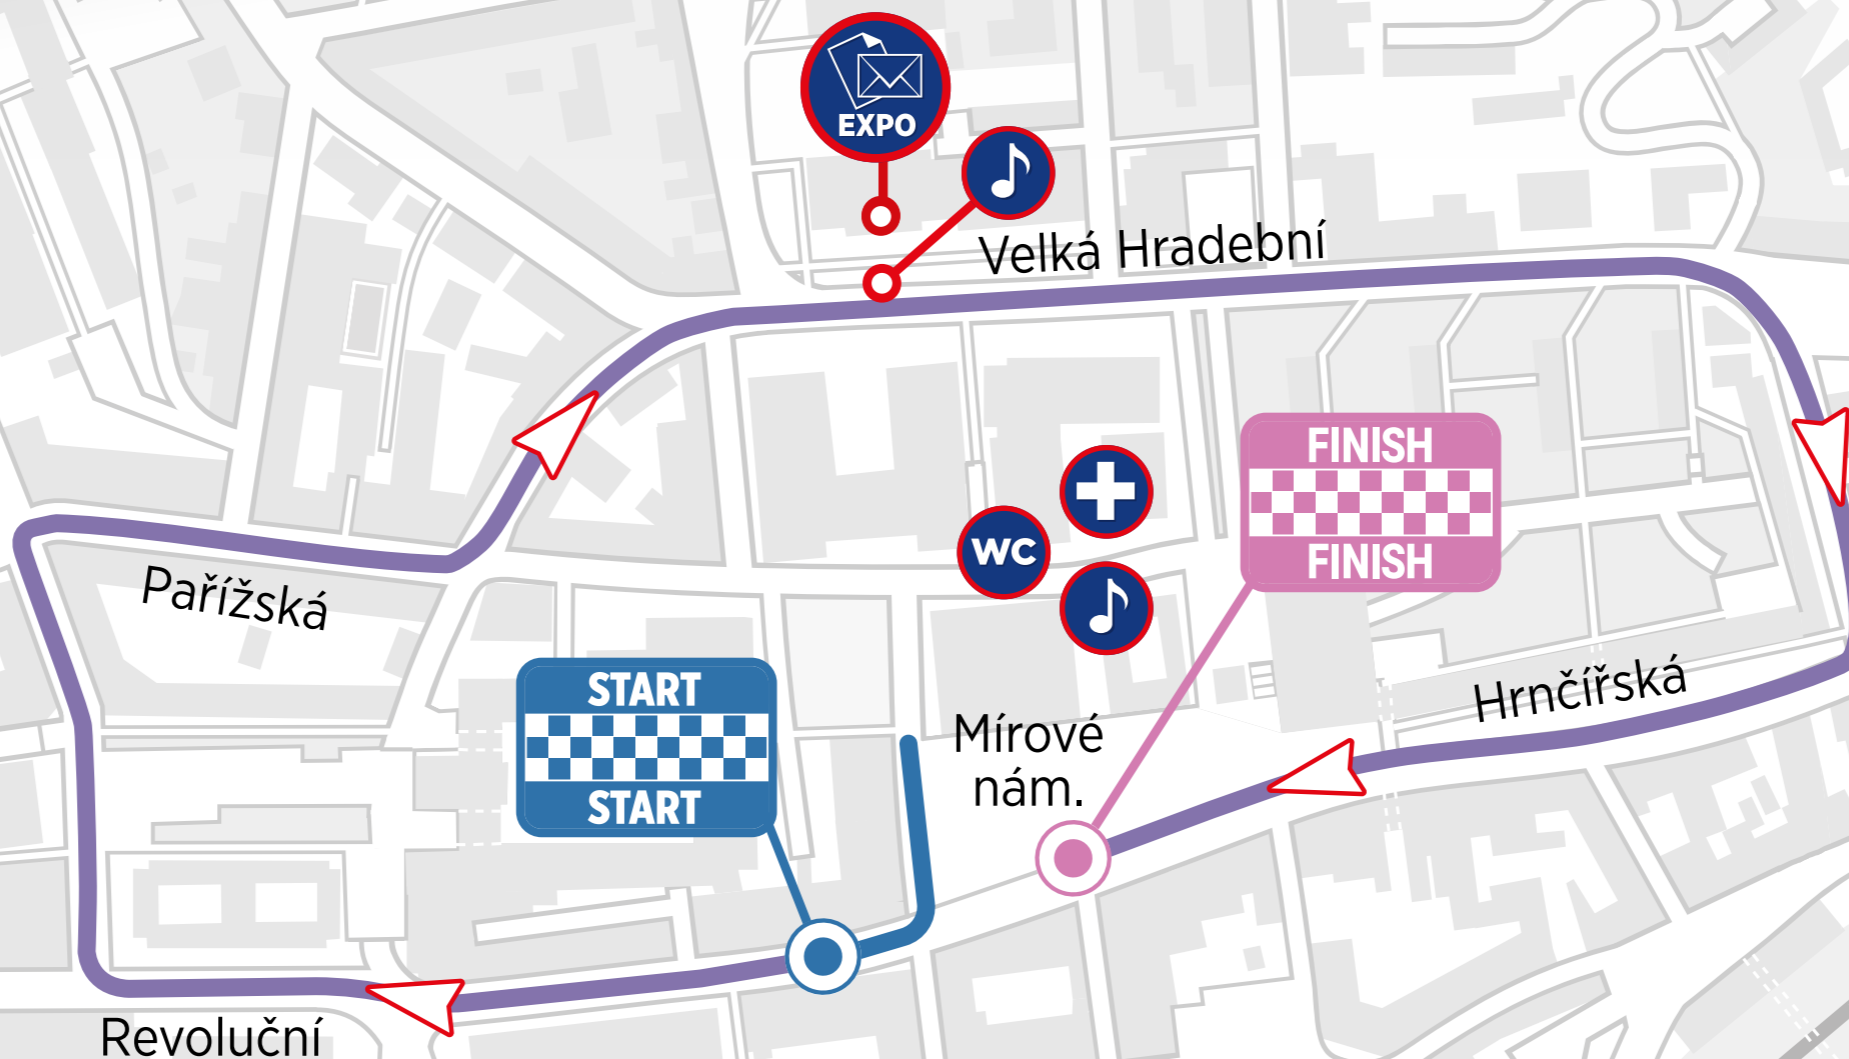 EXPO
Velká Hradební
FINISH
FINISH
WC
Pařížská
START
START
Mírové
nám.
Hrnčířská
Revoluční